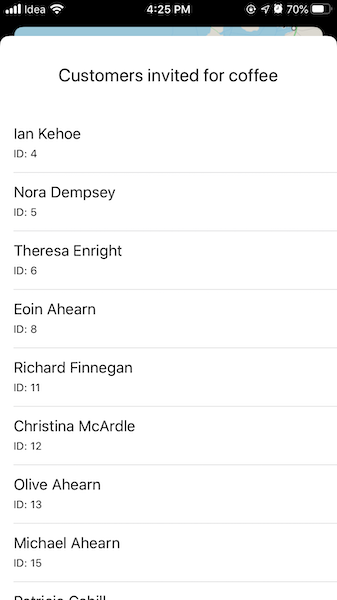 Idea 4:25 PM 70%
Customers invited for coffee
Ian Kehoe
ID: 4
Nora Dempsey
ID: 5
Theresa Enright
ID: 6
Eoin Ahearn
ID: 8
Richard Finnegan
ID: 11
Christina McArdle
ID: 12
Olive Ahearn
ID: 13
Michael Ahearn
ID: 15
Patricia Cahill